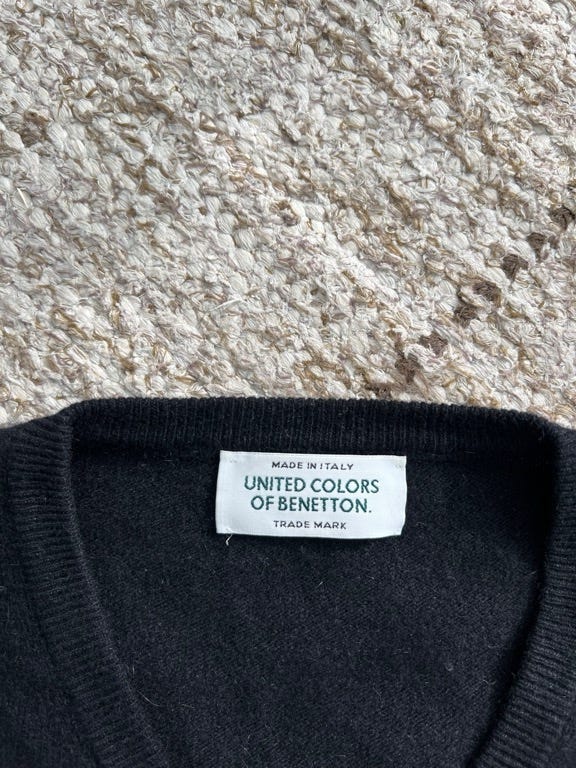 MADE IN ITALY
UNITED COLORS
OF BENETTON.
TRADE MARK